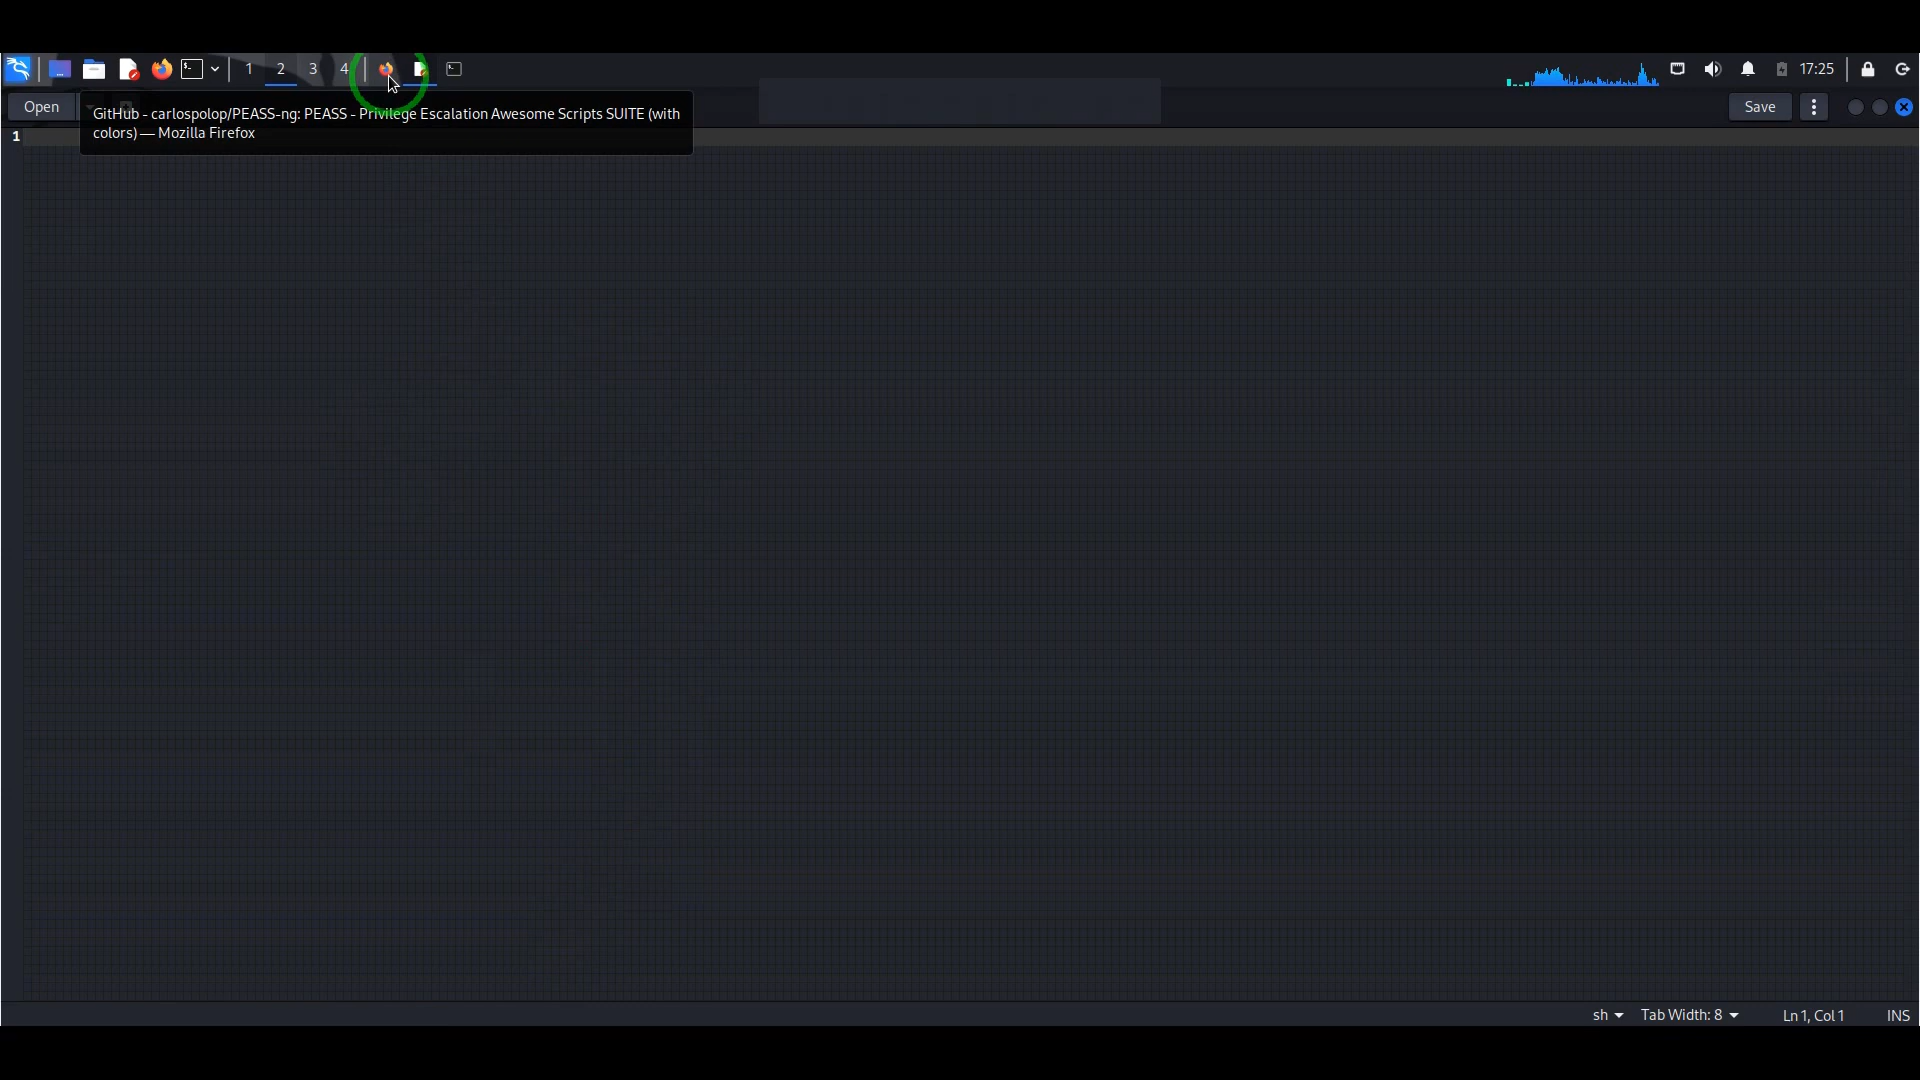 1 2 3 4 17:25
Open Save
GitHub - carlospolop/PEASS-ng: PEASS - Privilege Escalation Awesome Scripts SUITE (with
colors) — Mozilla Firefox
1
sh Tab Width: 8 Ln 1, Col 1 INS